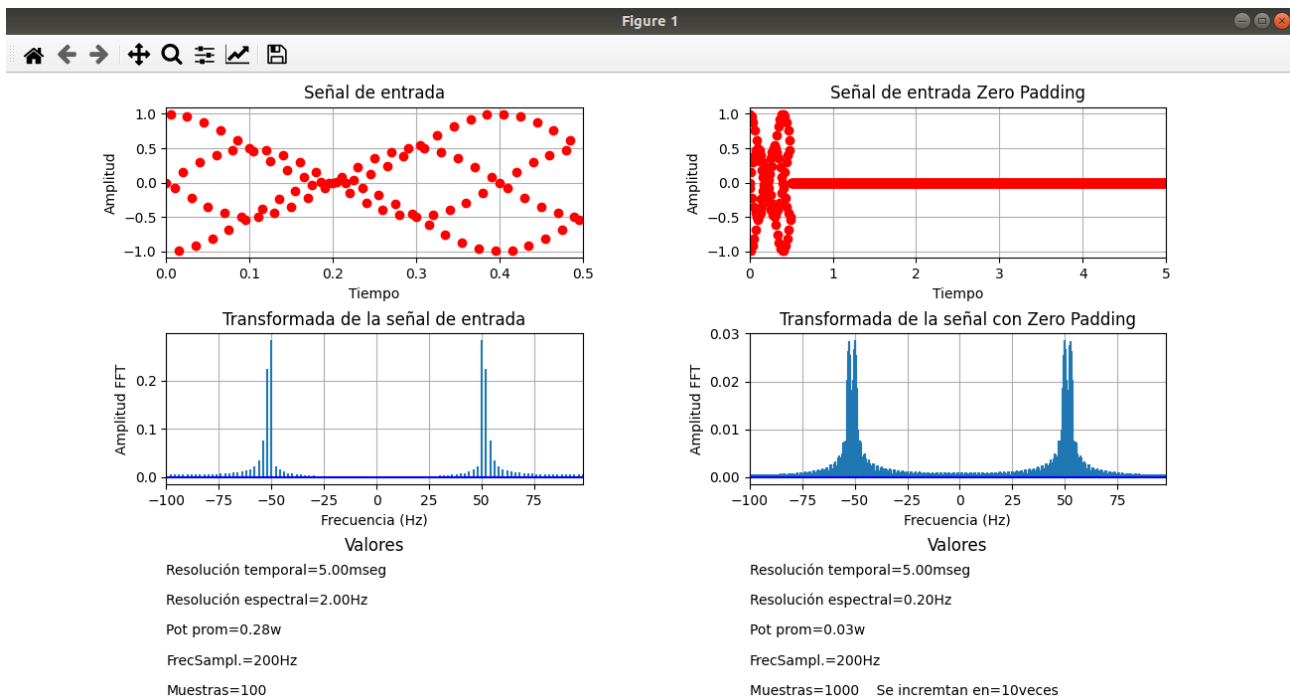 Figure 1
Señal de entrada
1.0
0.5
0.0
−0.5
−1.0
Amplitud
0.0 0.1 0.2 0.3 0.4 0.5
Tiempo
Señal de entrada Zero Padding
1.0
0.5
0.0
−0.5
−1.0
Amplitud
0 1 2 3 4 5
Tiempo
Transformada de la señal de entrada
0.2
0.1
0.0
Amplitud FFT
−100 −75 −50 −25 0 25 50 75
Frecuencia (Hz)
Transformada de la señal con Zero Padding
0.03
0.02
0.01
0.00
Amplitud FFT
−100 −75 −50 −25 0 25 50 75
Frecuencia (Hz)
Valores
Resolución temporal=5.00mseg
Resolución espectral=2.00Hz
Pot prom=0.28w
FrecSampl.=200Hz
Muestras=100
Valores
Resolución temporal=5.00mseg
Resolución espectral=0.20Hz
Pot prom=0.03w
FrecSampl.=200Hz
Muestras=1000 Se incremtan en=10veces